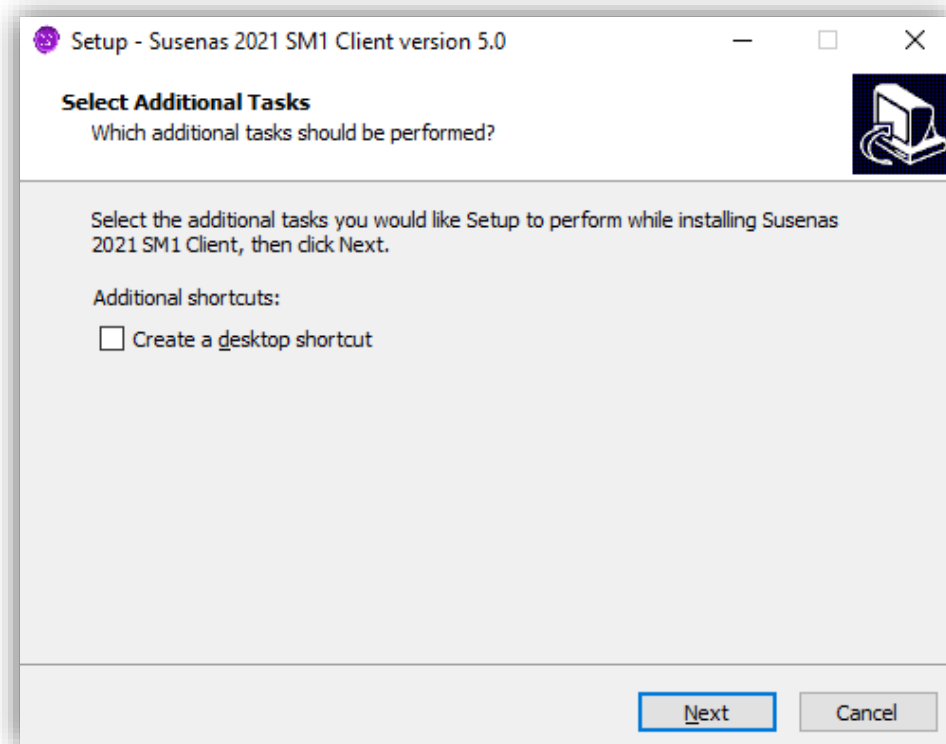 Setup - Susenas 2021 SM1 Client version 5.0
Select Additional Tasks
Which additional tasks should be performed?
Select the additional tasks you would like Setup to perform while installing Susenas
2021 SM1 Client, then click Next.
Additional shortcuts:
Create a desktop shortcut
Next
Cancel